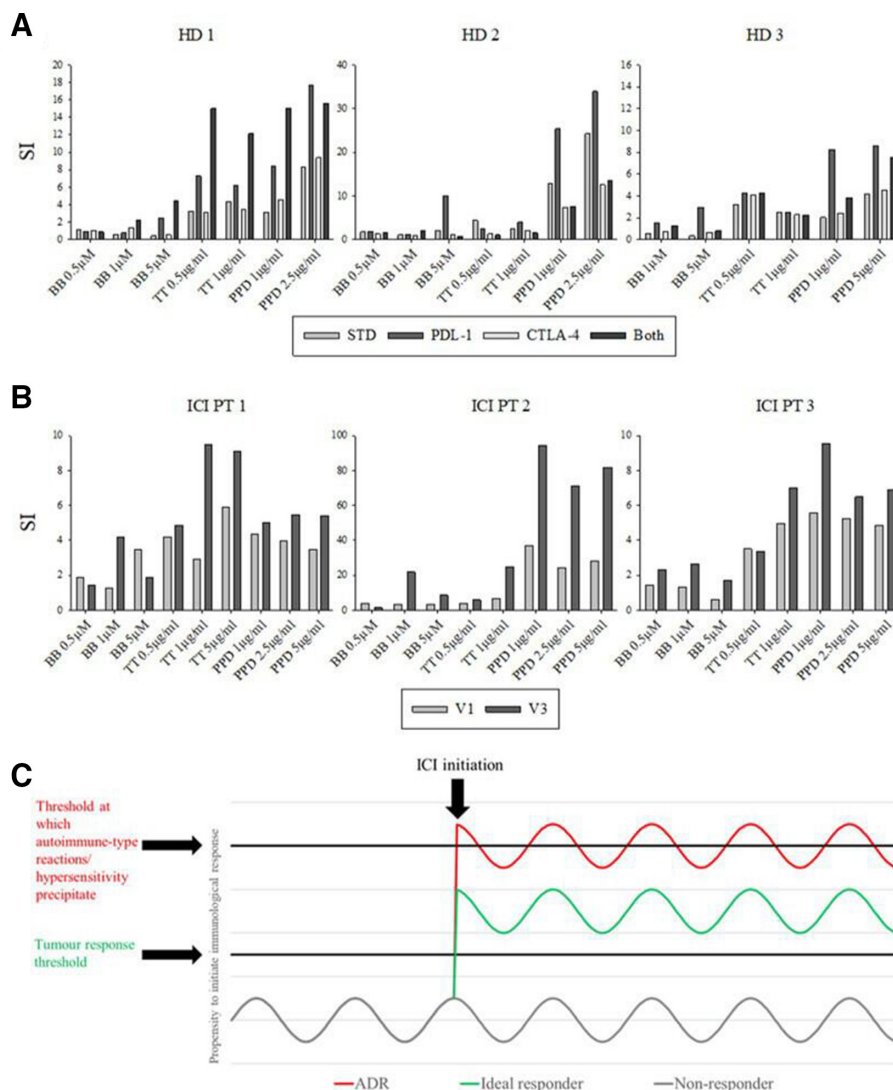 A
HD 1
HD 2
HD 3
SI
20
18
16
14
12
10
8
6
4
2
0
40
30
20
10
0
16
14
12
10
8
6
4
2
0
BB 0.5μM
BB 1μM
BB 5μM
TT 0.5μg/ml
TT 1μg/ml
PPD 1μg/ml
PPD 2.5μg/ml
BB 0.5μM
BB 1μM
BB 5μM
TT 0.5μg/ml
TT 1μg/ml
PPD 1μg/ml
PPD 2.5μg/ml
BB 1μM
BB 5μM
TT 0.5μg/ml
TT 1μg/ml
PPD 1μg/ml
PPD 5μg/ml
STD PDL-1 CTLA-4 Both
B
ICI PT 1
ICI PT 2
ICI PT 3
SI
10
8
6
4
2
0
100
80
60
40
20
0
10
8
6
4
2
0
BB 0.5μM
BB 1μM
BB 5μM
TT 0.5μg/ml
TT 1μg/ml
TT 5μg/ml
PPD 1μg/ml
PPD 2.5μg/ml
PPD 5μg/ml
BB 0.5μM
BB 1μM
BB 5μM
TT 0.5μg/ml
TT 1μg/ml
PPD 1μg/ml
PPD 2.5μg/ml
PPD 5μg/ml
BB 0.5μM
BB 1μM
BB 5μM
TT 0.5μg/ml
TT 1μg/ml
PPD 1μg/ml
PPD 2.5μg/ml
PPD 5μg/ml
V1 V3
C
ICI initiation
Threshold at
which
autoimmune-type
reactions/
hypersensitivity
precipitate
Tumour response
threshold
Propensity to initiate immunological response
ADR Ideal responder Non-responder